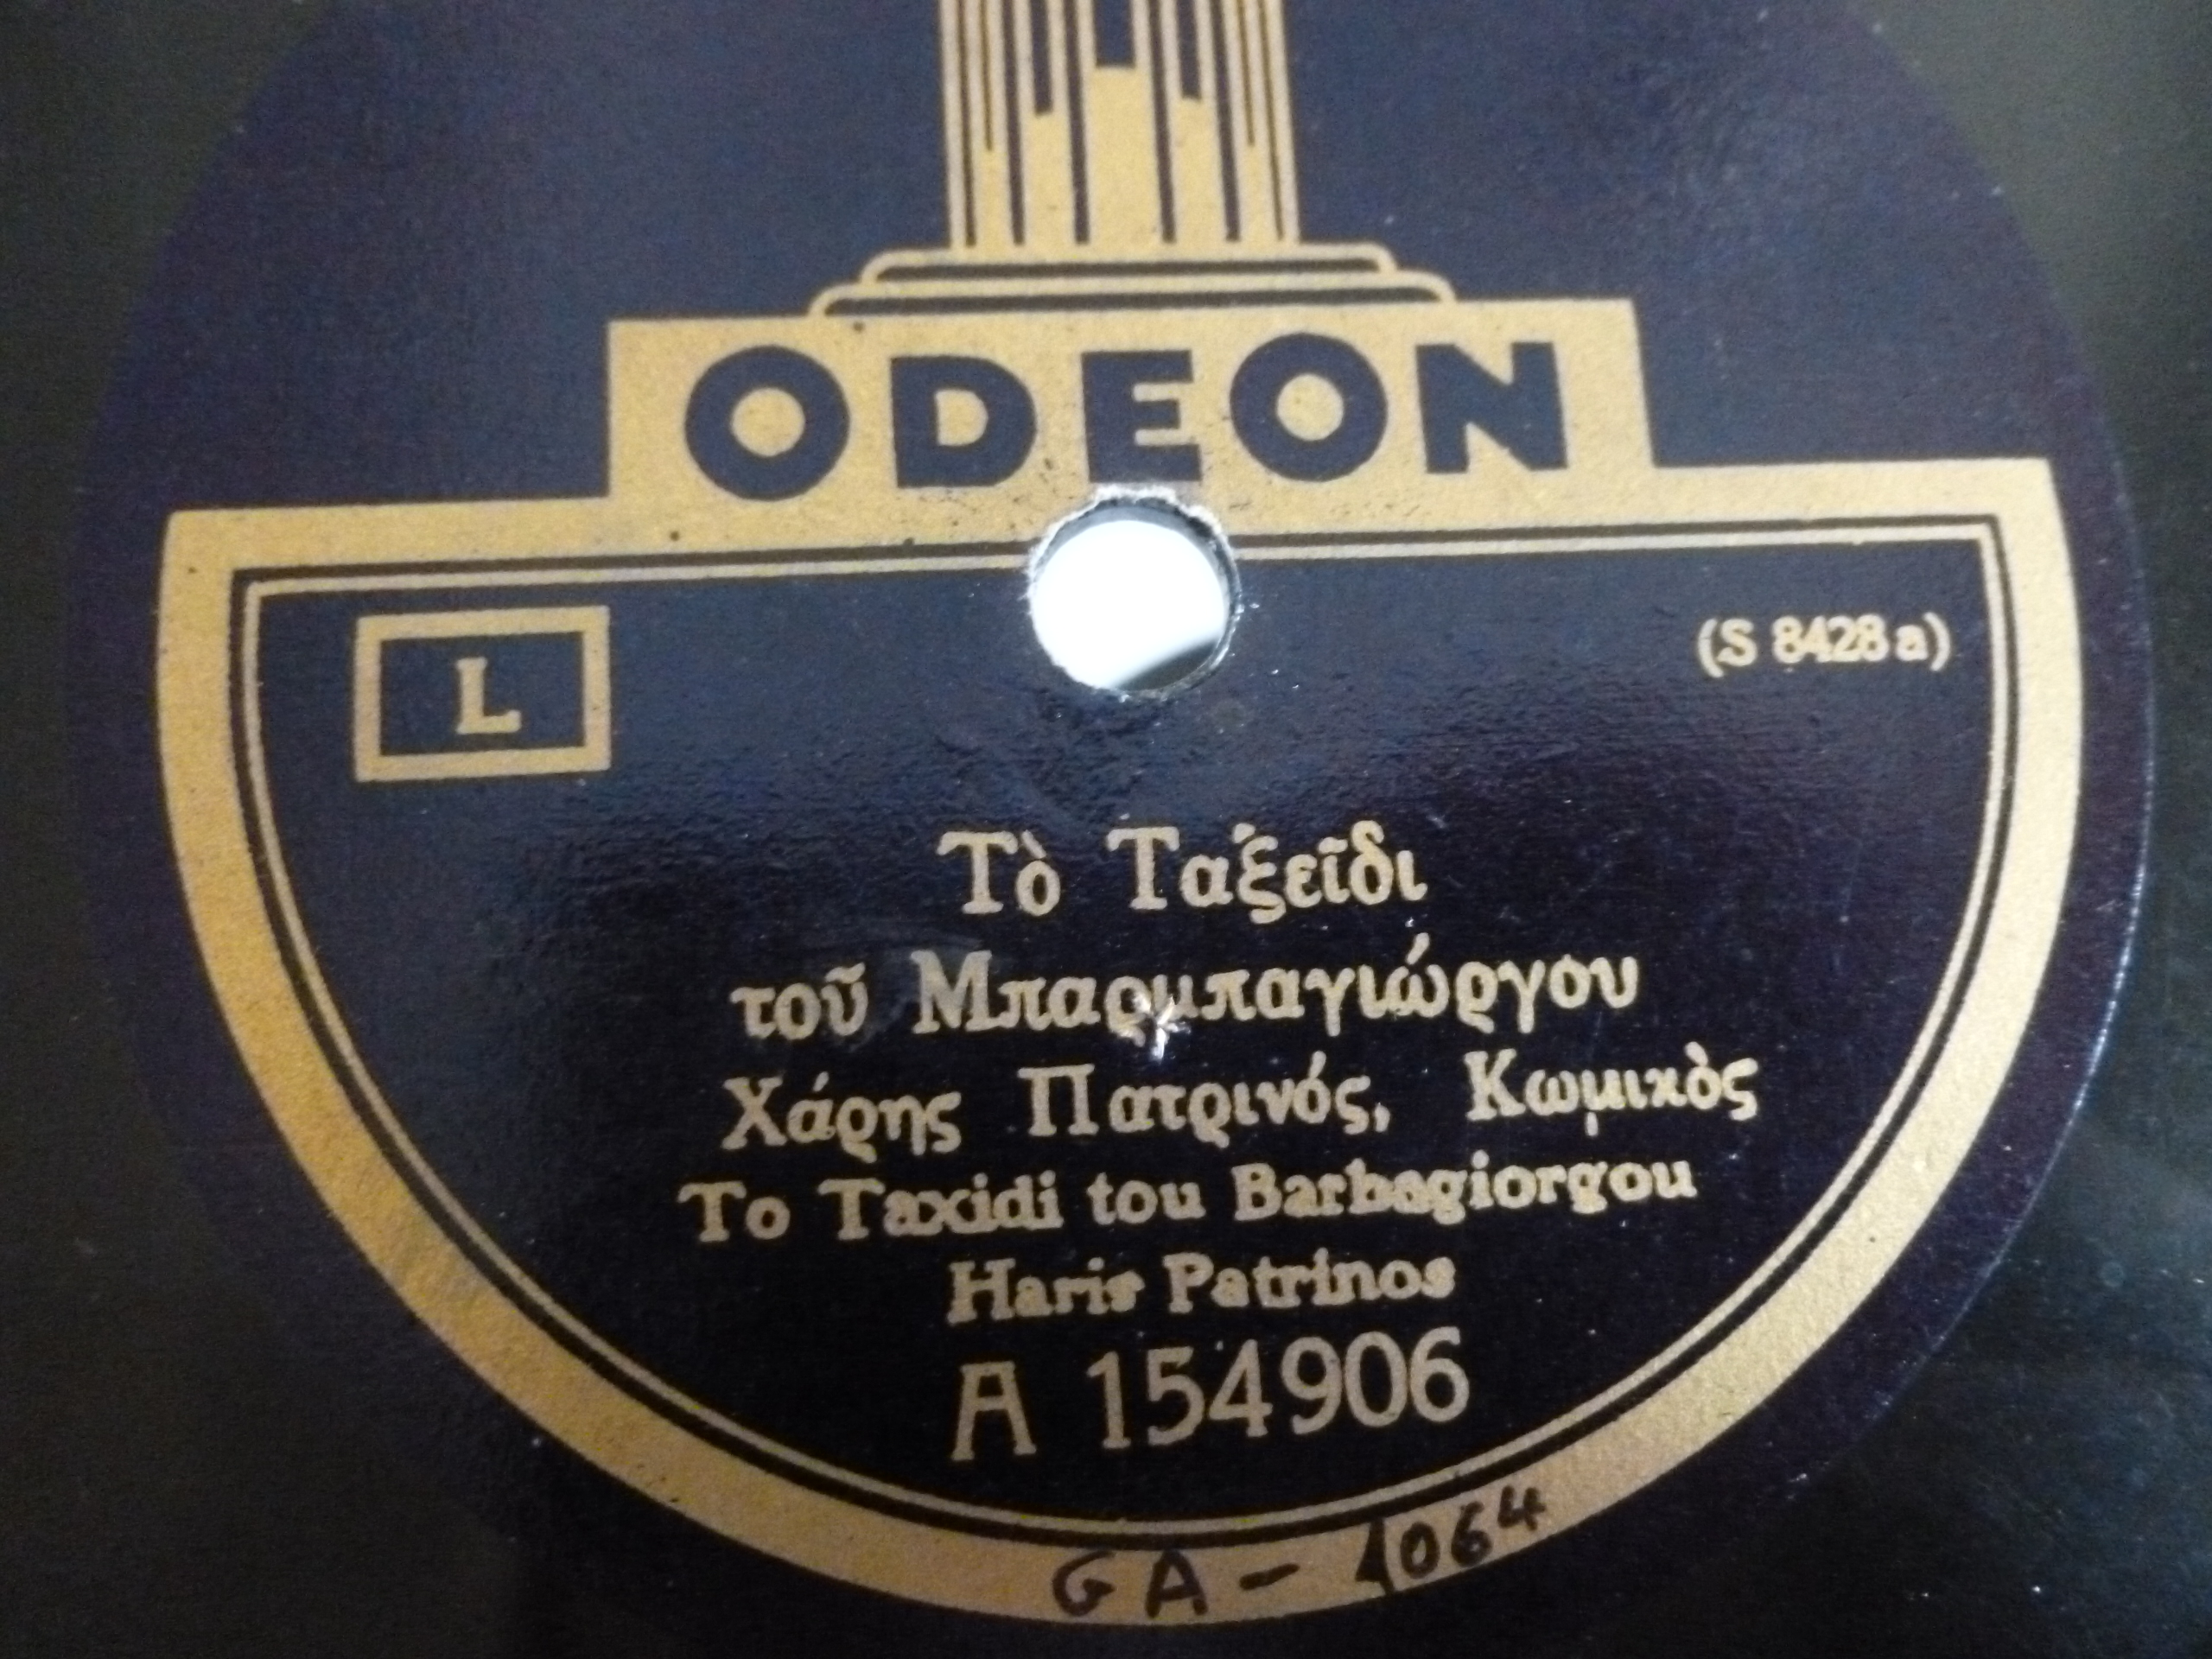 ODEON
L
(S 8428 a)
Τὸ Ταξεῖδι
τοῦ Μπαρμπαγιώργου
Χάρης Πατρινός, Κωμικὸς
To Taxidi tou Barbagiorgou
Haris Patrinos
A 154906
GA-1064